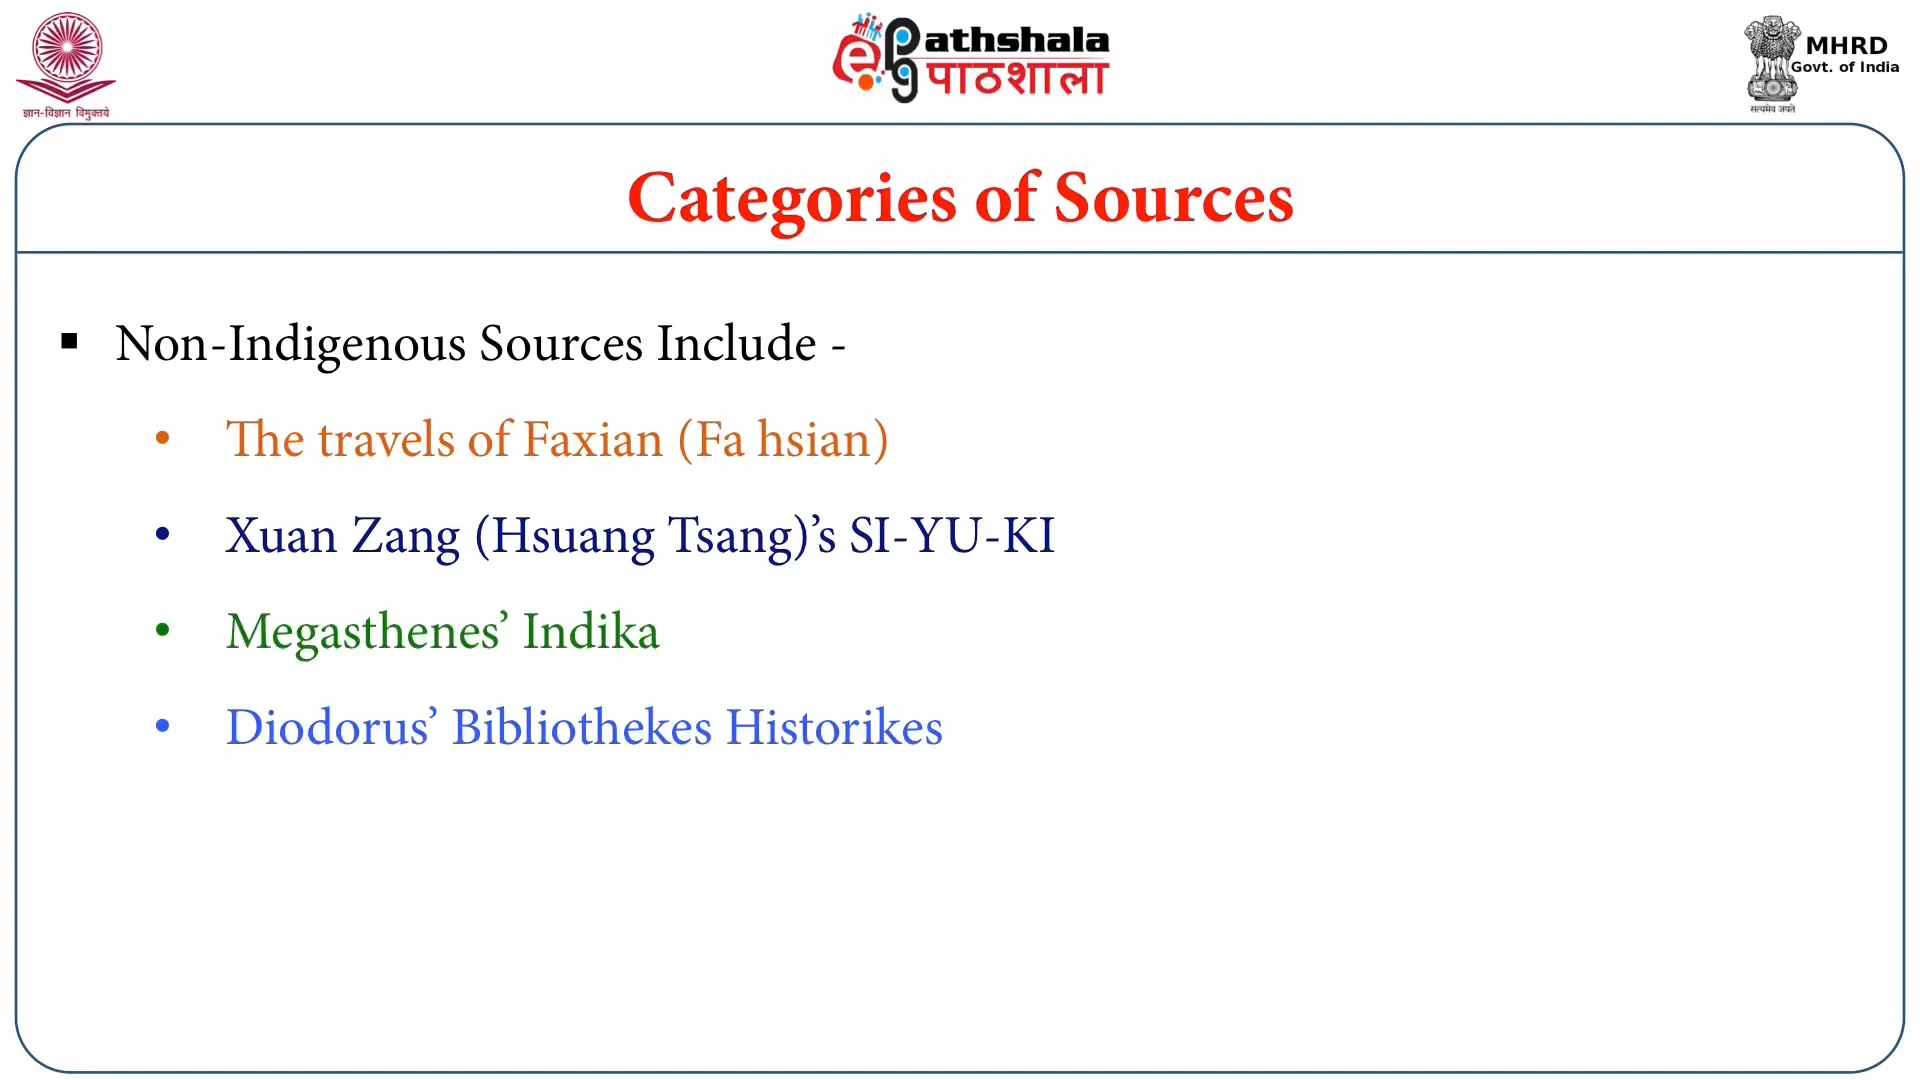 ज्ञान-विज्ञान विमुक्तये
e PG Pathshala
पाठशाला
MHRD
Govt. of India
सत्यमेव जयते
Categories of Sources
▪ Non-Indigenous Sources Include -
• The travels of Faxian (Fa hsian)
• Xuan Zang (Hsuang Tsang)’s SI-YU-KI
• Megasthenes’ Indika
• Diodorus’ Bibliothekes Historikes